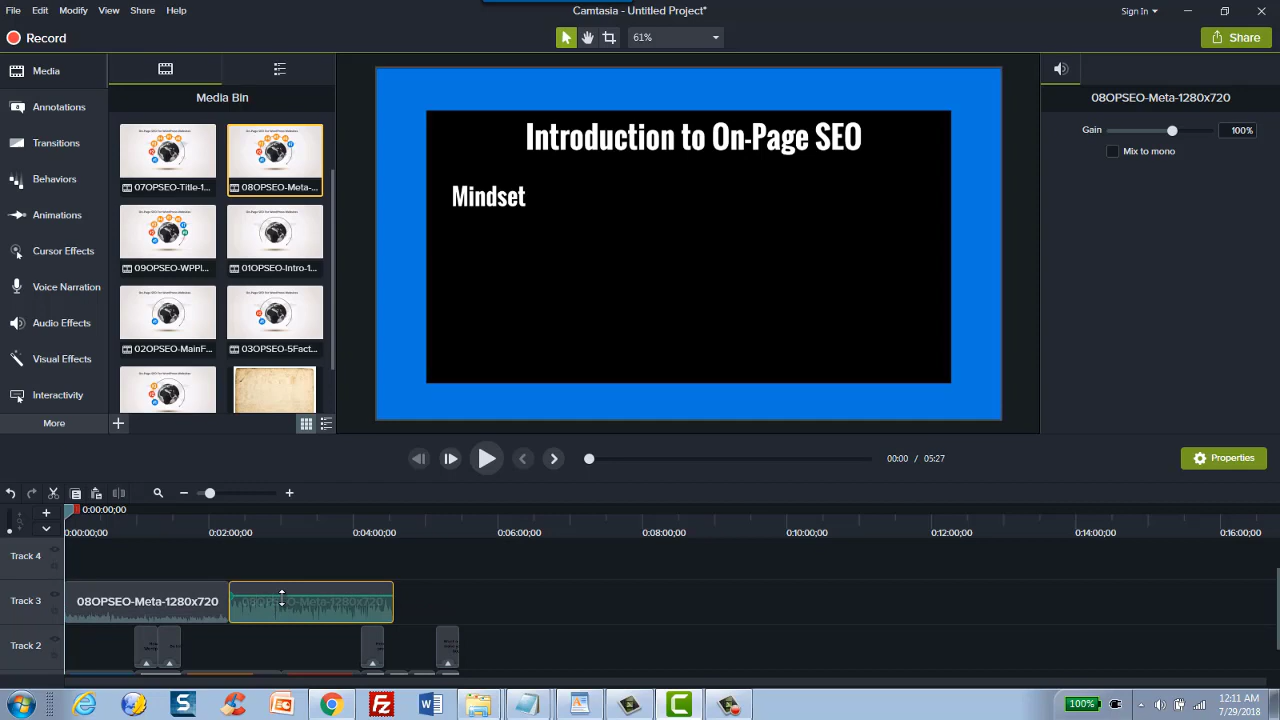 File Edit Modify View Share Help
Camtasia - Untitled Project*
Sign In
Record
61%
Share
Media
Annotations
Transitions
Behaviors
Animations
Cursor Effects
Voice Narration
Audio Effects
Visual Effects
Interactivity
More
Media Bin
07OPSEO-Title-1...
08OPSEO-Meta-...
09OPSEO-WPPl...
01OPSEO-Intro-1...
02OPSEO-MainF...
03OPSEO-5Fact...
Introduction to On-Page SEO
Mindset
08OPSEO-Meta-1280x720
Gain 100%
Mix to mono
00:00 / 05:27
Properties
0:00:00;00
0:00:00;00 0:02:00;00 0:04:00;00 0:06:00;00 0:08:00;00 0:10:00;00 0:12:00;00 0:14:00;00 0:16:00;00
Track 4
Track 3
08OPSEO-Meta-1280x720
08OPSEO-Meta-1280x720
Track 2
100%
12:11 AM
7/29/2018